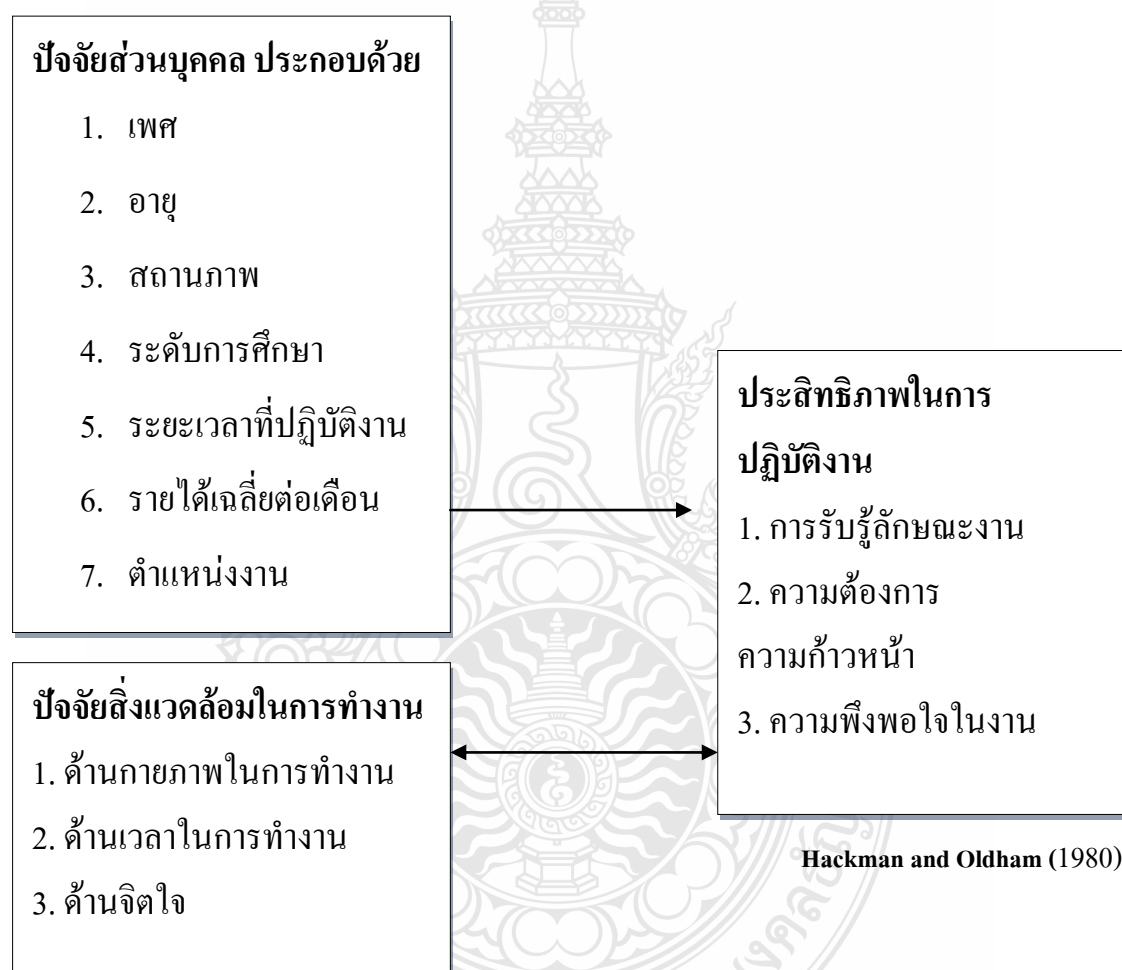 ปัจจัยส่วนบุคคล ประกอบด้วย
1. เพศ
2. อายุ
3. สถานภาพ
4. ระดับการศึกษา
5. ระยะเวลาที่ปฏิบัติงาน
6. รายได้เฉลี่ยต่อเดือน
7. ตำแหน่งงาน
ปัจจัยสิ่งแวดล้อมในการทำงาน
1. ด้านกายภาพในการทำงาน
2. ด้านเวลาในการทำงาน
3. ด้านจิตใจ
ประสิทธิภาพในการ
ปฏิบัติงาน
1. การรับรู้ลักษณะงาน
2. ความต้องการ
ความก้าวหน้า
3. ความพึงพอใจในงาน
Hackman and Oldham (1980)